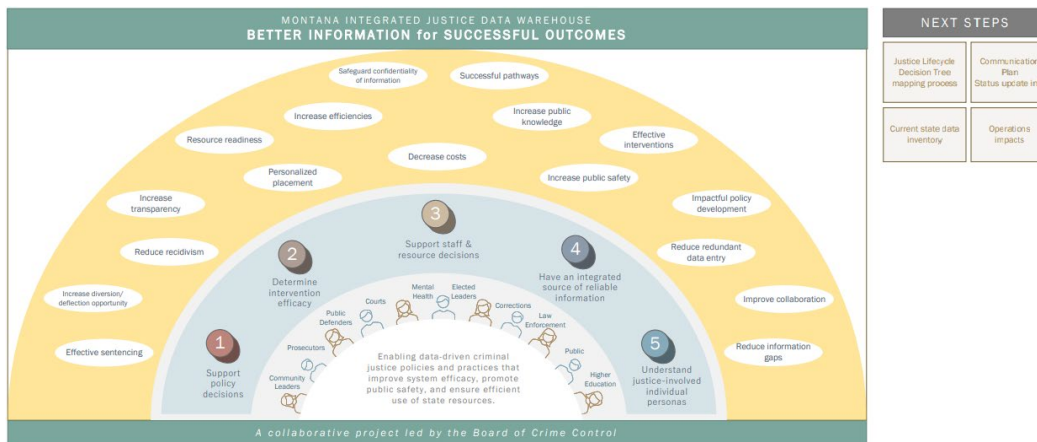 MONTANA INTEGRATED JUSTICE DATA WAREHOUSE
BETTER INFORMATION for SUCCESSFUL OUTCOMES
Safeguard confidentiality
of information
Successful pathways
Increase efficiencies
Increase public
knowledge
Resource readiness
Effective
interventions
Decrease costs
Personalized
placement
Increase public safety
Increase
transparency
Impactful policy
development
Reduce recidivism
Reduce redundant
data entry
Increase diversion/
deflection opportunity
Improve collaboration
Effective sentencing
Reduce information
gaps
1
Support
policy
decisions
2
Determine
intervention
efficacy
3
Support staff &
resource decisions
4
Have an integrated
source of reliable
information
5
Understand
justice-involved
individual
personas
Community
Leaders
Prosecutors
Public
Defenders
Courts
Mental
Health
Elected
Leaders
Corrections
Law
Enforcement
Public
Higher
Education
Enabling data-driven criminal
justice policies and practices that
improve system efficacy, promote
public safety, and ensure efficient
use of state resources.
A collaborative project led by the Board of Crime Control
NEXT STEPS
Justice Lifecycle
Decision Tree
mapping process
Communication
Plan
Status update in
Current state data
inventory
Operations
impacts